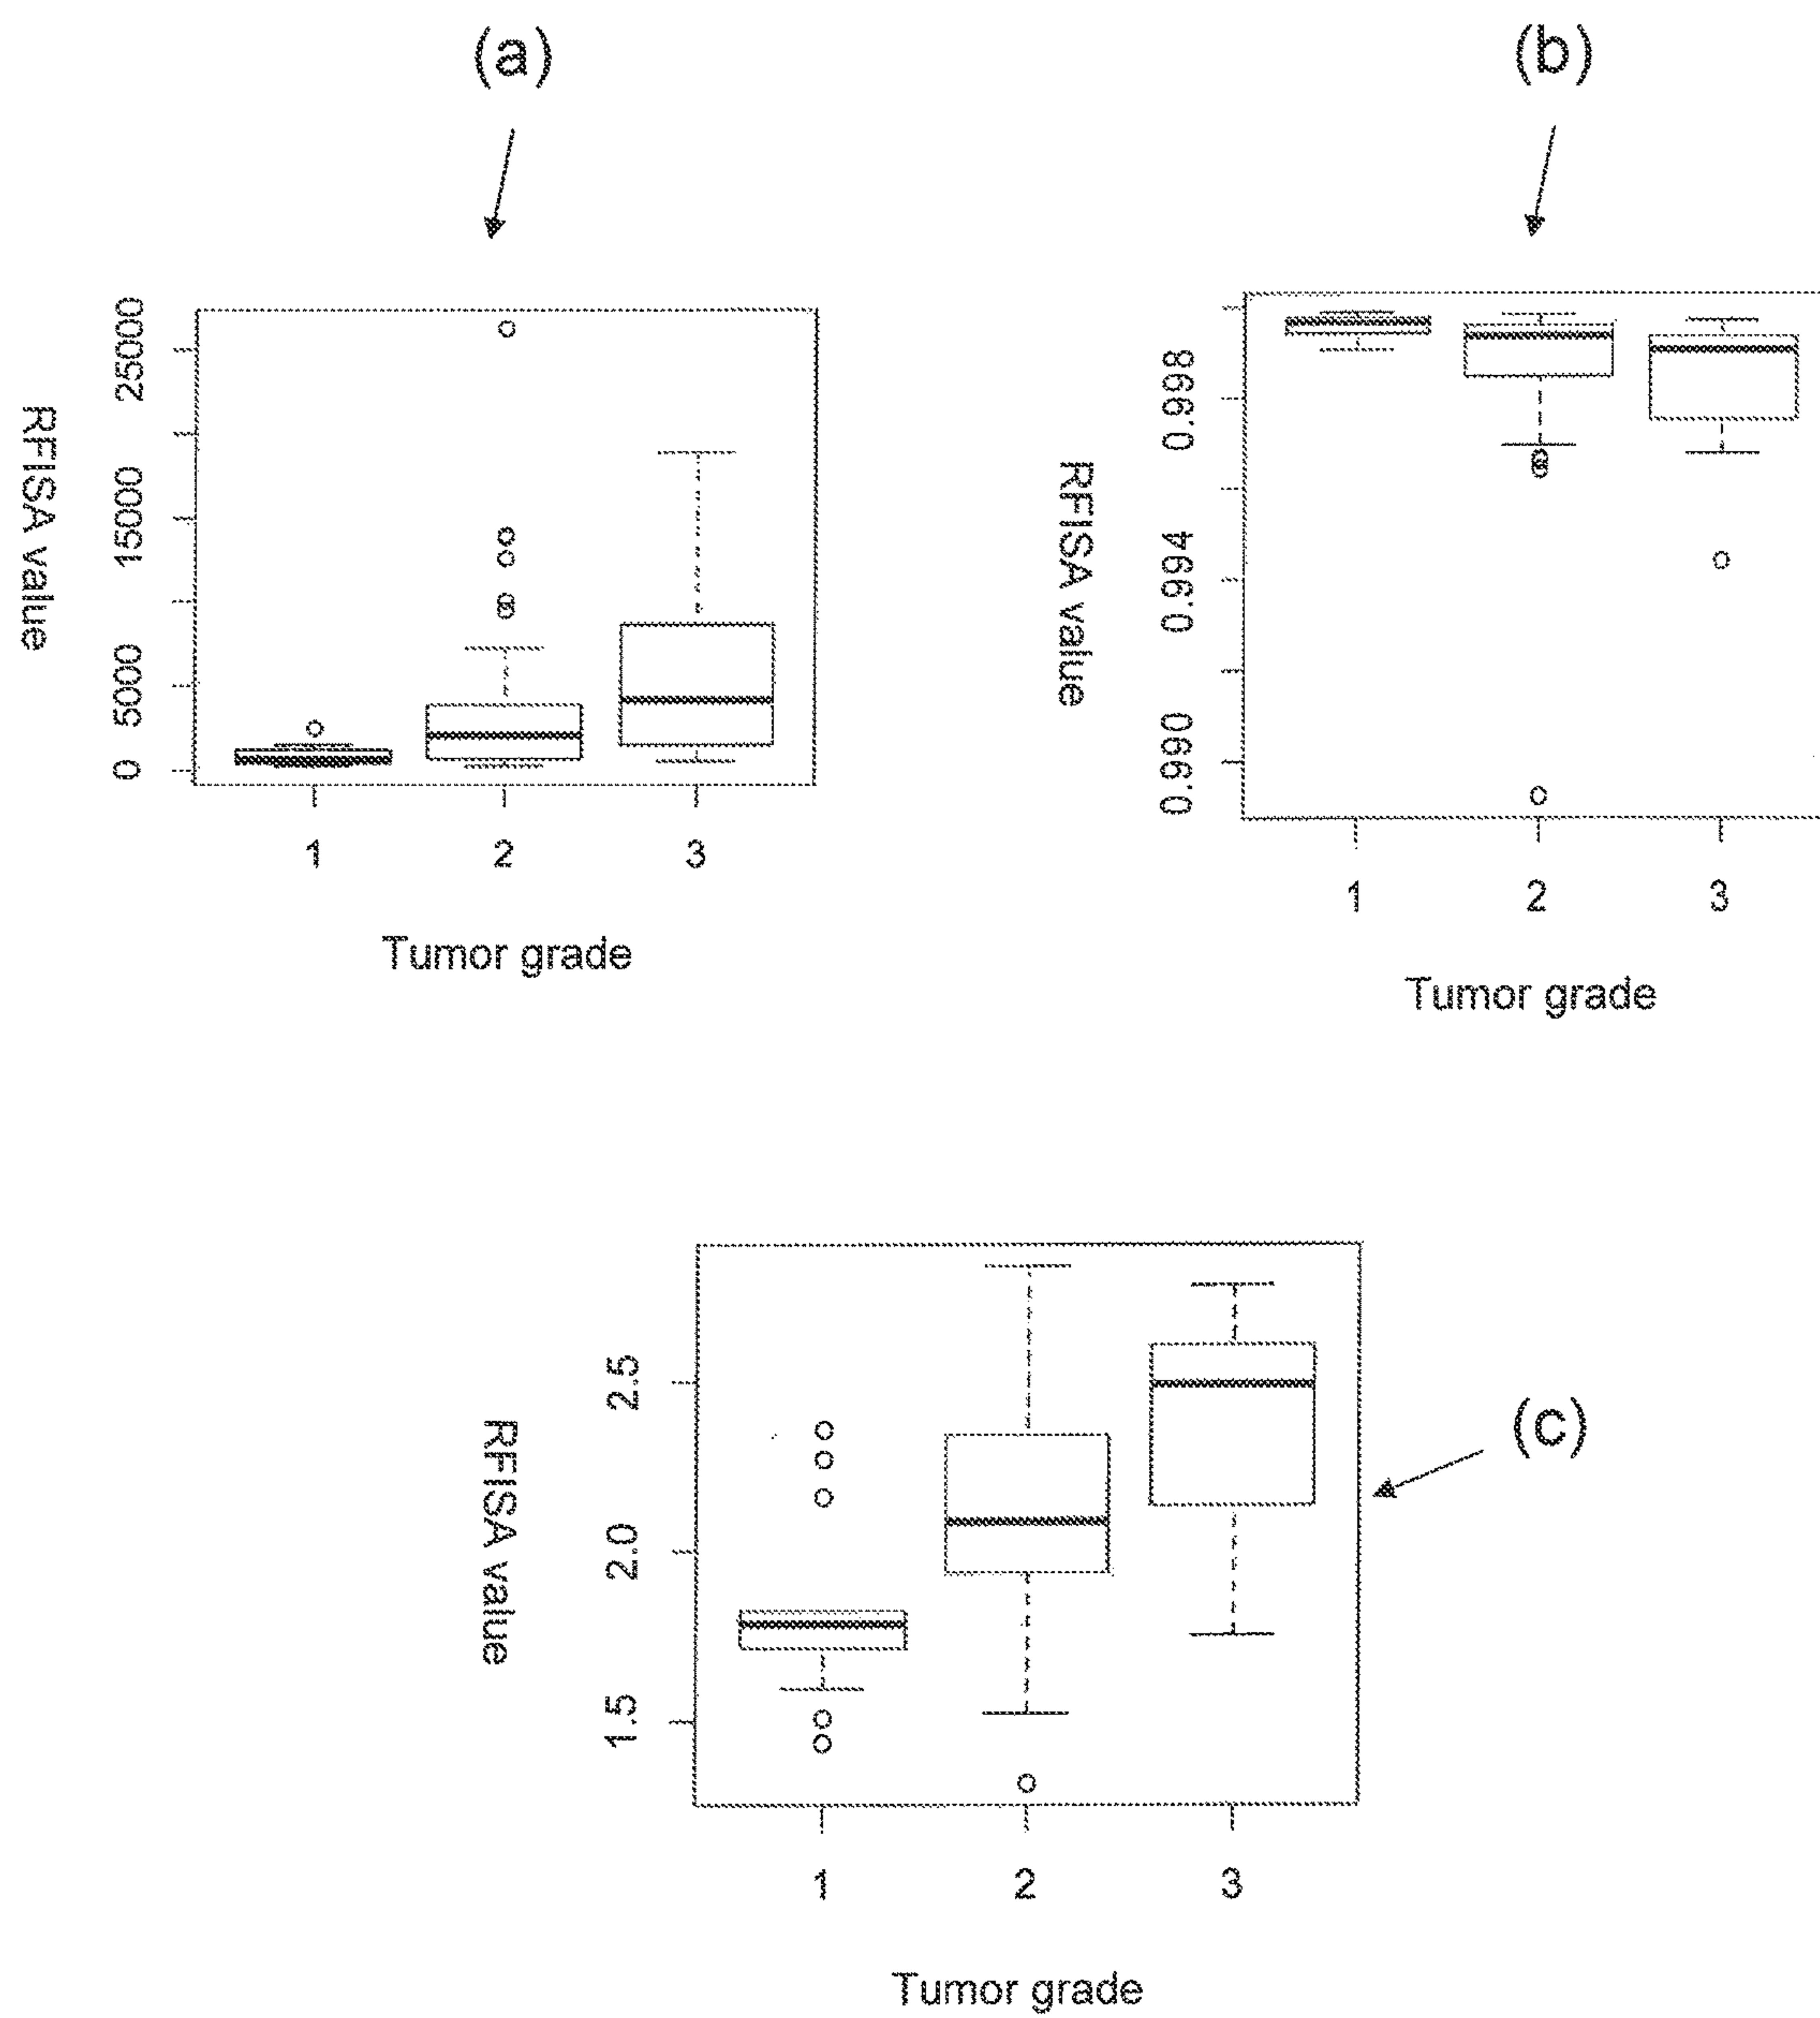 (a)
RFISA value
25000
15000
5000
0
1 2 3
Tumor grade
(b)
RFISA value
0.998
0.994
0.990
1 2 3
Tumor grade
(c)
RFISA value
2.5
2.0
1.5
1 2 3
Tumor grade